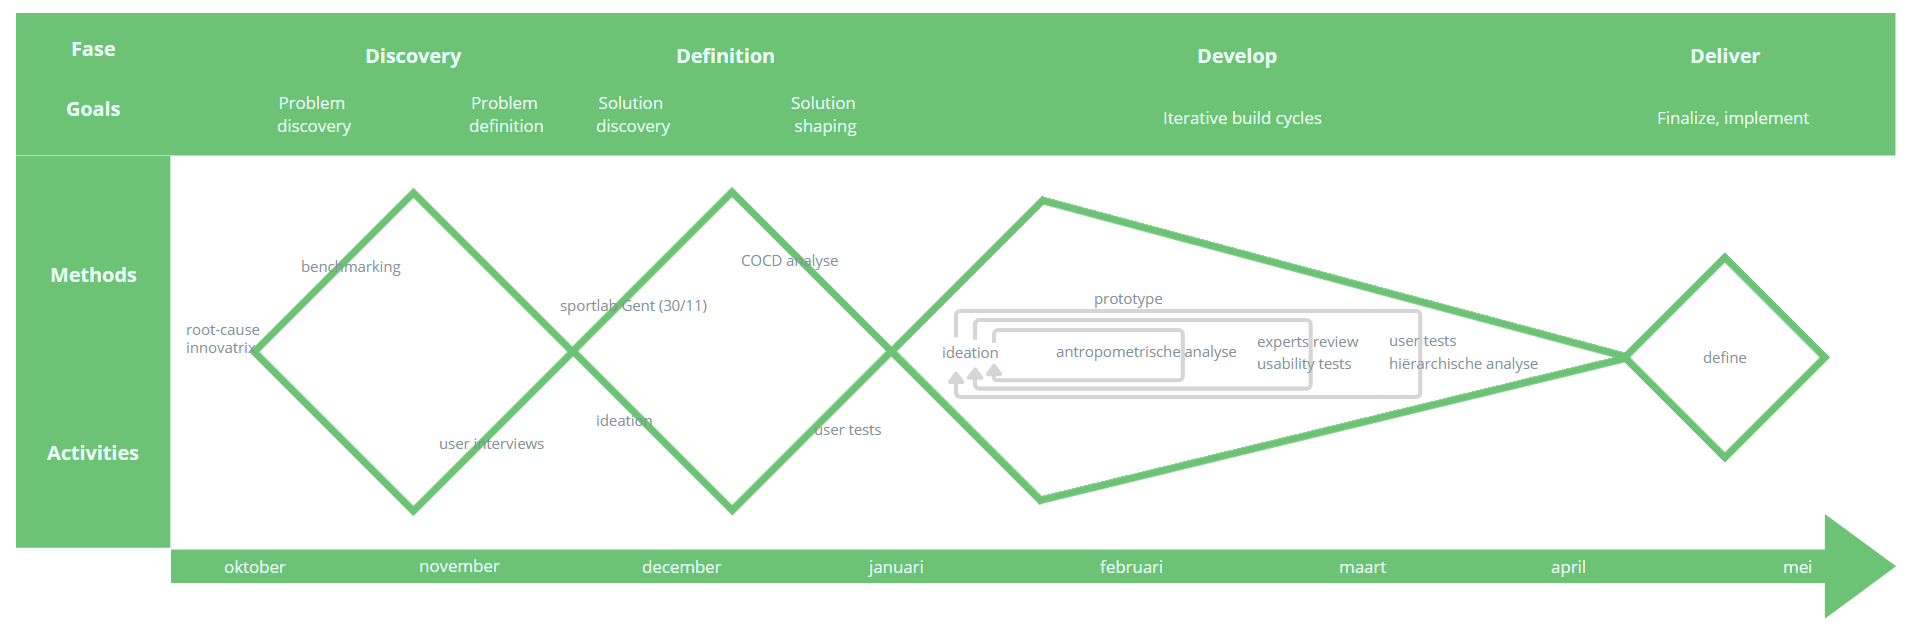 Fase
Discovery
Definition
Develop
Deliver
Goals
Problem
discovery
Problem
definition
Solution
discovery
Solution
shaping
Iterative build cycles
Finalize, implement
Methods
Activities
root-cause
innovatrix
benchmarking
user interviews
sportlab Gent (30/11)
ideation
COCD analyse
user tests
prototype
ideation
antropometrische analyse
experts review
usability tests
user tests
hiërarchische analyse
define
oktober
november
december
januari
februari
maart
april
mei